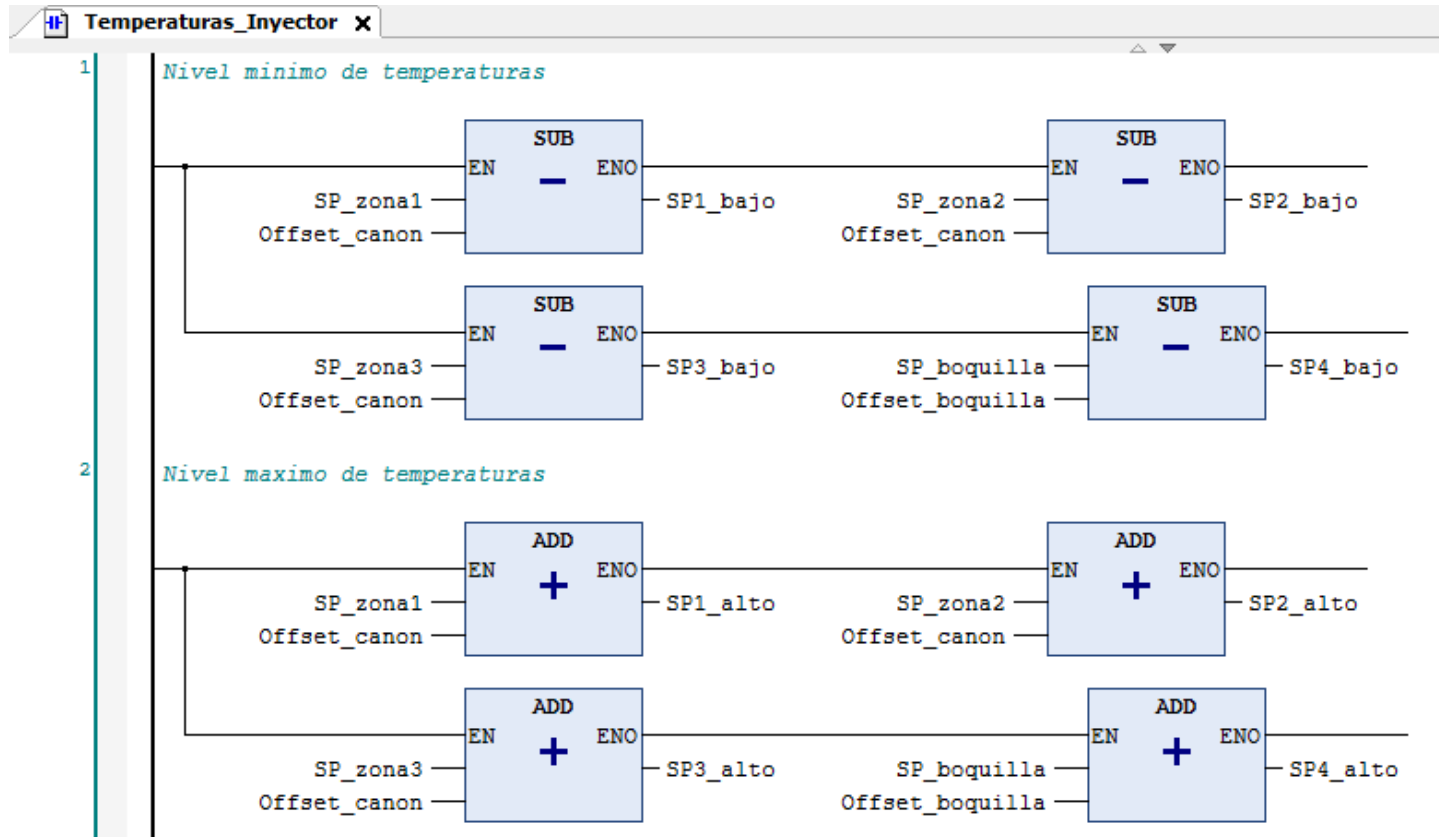 Temperaturas_Inyector x
1 Nivel minimo de temperaturas
SUB SUB
EN ENO EN ENO
SP_zona1 SP1_bajo SP_zona2 SP2_bajo
Offset_canon Offset_canon
SUB SUB
EN ENO EN ENO
SP_zona3 SP3_bajo SP_boquilla SP4_bajo
Offset_canon Offset_boquilla
2 Nivel maximo de temperaturas
ADD ADD
EN ENO EN ENO
SP_zona1 SP1_alto SP_zona2 SP2_alto
Offset_canon Offset_canon
ADD ADD
EN ENO EN ENO
SP_zona3 SP3_alto SP_boquilla SP4_alto
Offset_canon Offset_boquilla